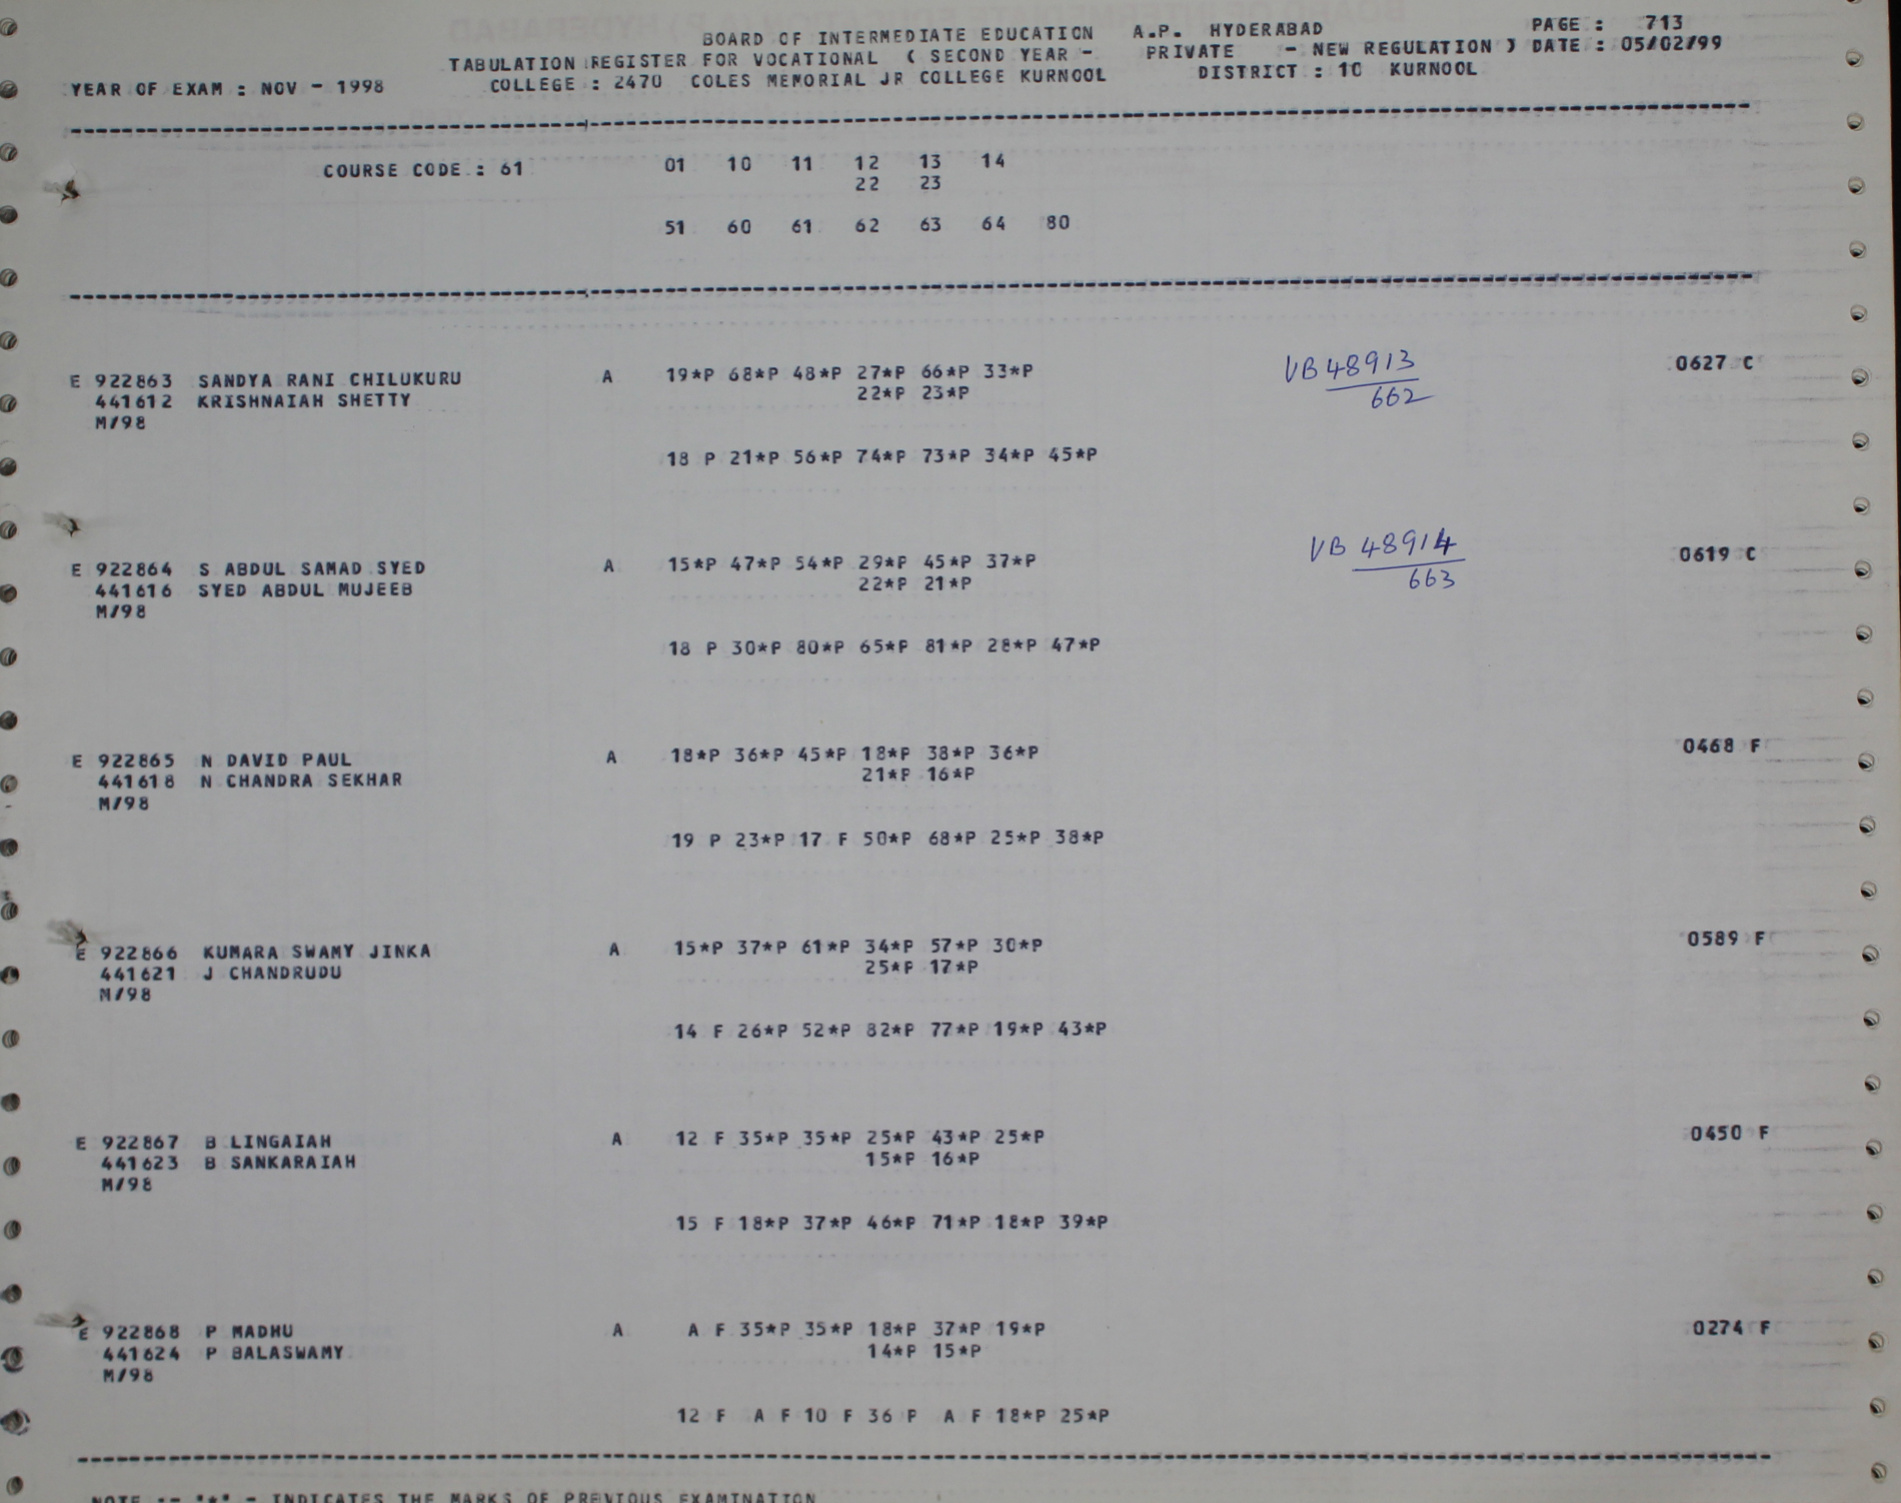 BOARD OF INTERMEDIATE EDUCATION A.P. HYDERABAD PAGE : 713
TABULATION REGISTER FOR VOCATIONAL ( SECOND YEAR - PRIVATE - NEW REGULATION ) DATE : 05/02/99
YEAR OF EXAM : NOV - 1998 COLLEGE : 2470 COLES MEMORIAL JR COLLEGE KURNOOL DISTRICT : 10 KURNOOL
COURSE CODE : 61 01 10 11 12 13 14
22 23
51 60 61 62 63 64 80
E 922863 SANDYA RANI CHILUKURU A 19*P 68*P 48*P 27*P 66*P 33*P VB 48913 0627 C
441612 KRISHNAIAH SHETTY 22*P 23*P 662
M/98
18 P 21*P 56*P 74*P 73*P 34*P 45*P
E 922864 S ABDUL SAMAD SYED A 15*P 47*P 54*P 29*P 45*P 37*P VB 48914 0619 C
441616 SYED ABDUL MUJEEB 22*P 21*P 663
M/98
18 P 30*P 80*P 65*P 81*P 28*P 47*P
E 922865 N DAVID PAUL A 18*P 36*P 45*P 18*P 38*P 36*P 0468 F
441618 N CHANDRA SEKHAR 21*P 16*P
M/98
19 P 23*P 17 F 50*P 68*P 25*P 38*P
E 922866 KUMARA SWAMY JINKA A 15*P 37*P 61*P 34*P 57*P 30*P 0589 F
441621 J CHANDRUDU 25*P 17*P
M/98
14 F 26*P 52*P 82*P 77*P 19*P 43*P
E 922867 B LINGAIAH A 12 F 35*P 35*P 25*P 43*P 25*P 0450 F
441623 B SANKARAIAH 15*P 16*P
M/98
15 F 18*P 37*P 46*P 71*P 18*P 39*P
E 922868 P MADHU A A F 35*P 35*P 18*P 37*P 19*P 0274 F
441624 P BALASWAMY 14*P 15*P
M/98
12 F A F 10 F 36 P A F 18*P 25*P
NOTE :- "*" - INDICATES THE MARKS OF PREVIOUS EXAMINATION